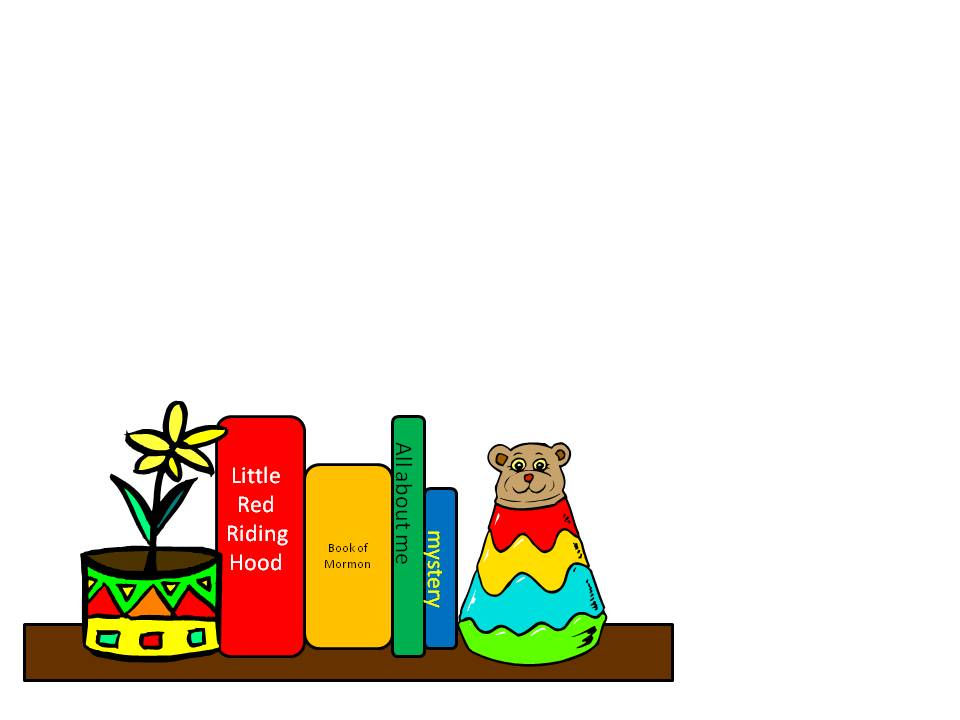 Little
Red
Riding
Hood
Book of
Mormon
All about me
mystery